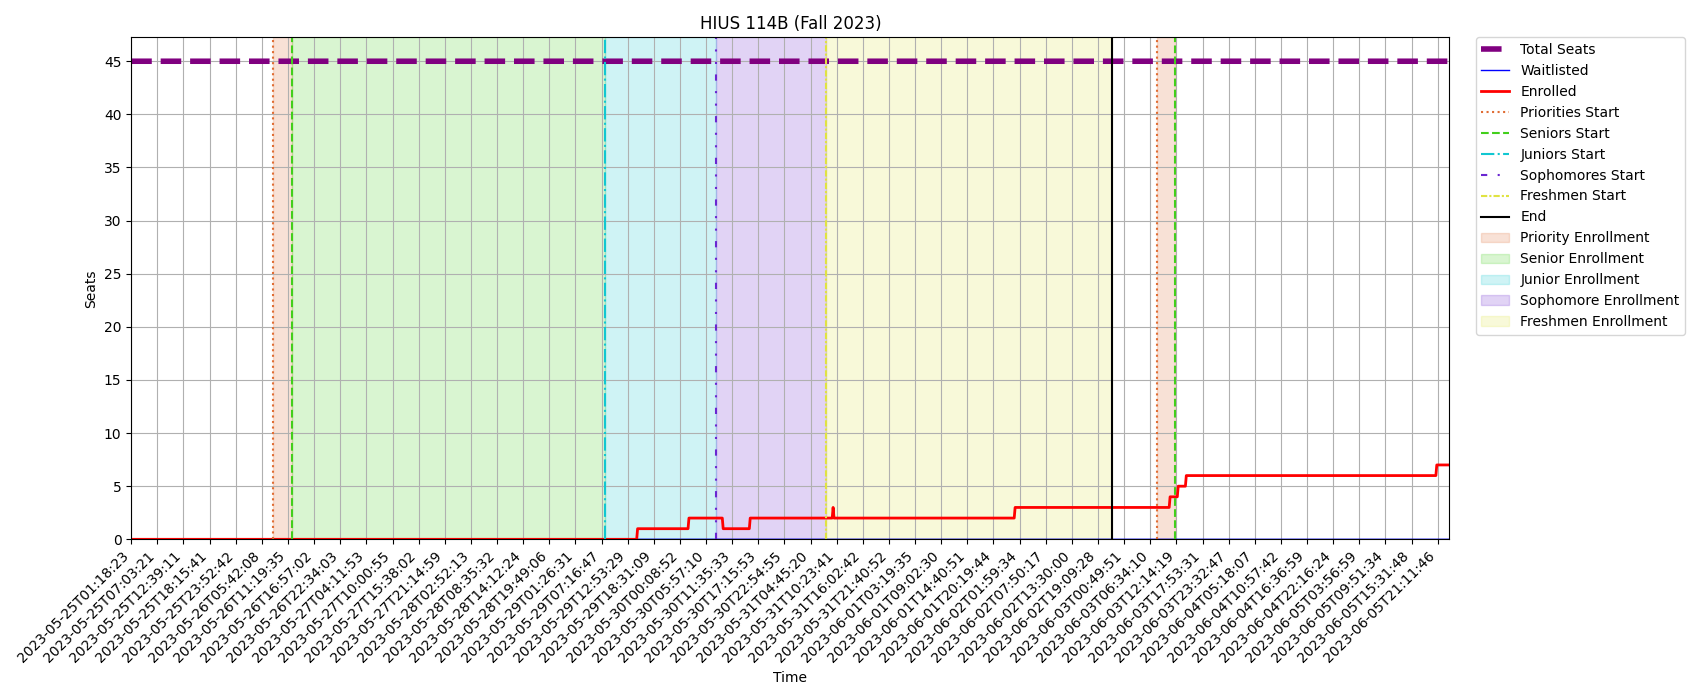 HIUS 114B (Fall 2023)
Seats
45
40
35
30
25
20
15
10
5
0
2023-05-25T01:18:23
2023-05-25T07:03:21
2023-05-25T12:39:11
2023-05-25T18:15:41
2023-05-25T23:52:42
2023-05-26T05:42:08
2023-05-26T11:19:35
2023-05-26T16:57:02
2023-05-26T22:34:03
2023-05-27T04:11:53
2023-05-27T10:00:55
2023-05-27T15:38:02
2023-05-27T21:14:59
2023-05-28T02:52:13
2023-05-28T08:35:32
2023-05-28T14:12:24
2023-05-28T19:49:06
2023-05-29T01:26:31
2023-05-29T07:16:47
2023-05-29T12:53:29
2023-05-29T18:31:09
2023-05-30T00:08:52
2023-05-30T05:57:10
2023-05-30T11:35:33
2023-05-30T17:15:53
2023-05-30T22:54:55
2023-05-31T04:45:20
2023-05-31T10:23:41
2023-05-31T16:02:42
2023-05-31T21:40:52
2023-06-01T03:19:35
2023-06-01T09:02:30
2023-06-01T14:40:51
2023-06-01T20:19:44
2023-06-02T01:59:34
2023-06-02T07:50:17
2023-06-02T13:30:00
2023-06-02T19:09:28
2023-06-03T00:49:51
2023-06-03T06:34:10
2023-06-03T12:14:19
2023-06-03T17:53:31
2023-06-03T23:32:47
2023-06-04T05:18:07
2023-06-04T10:57:42
2023-06-04T16:36:59
2023-06-04T22:16:24
2023-06-05T03:56:59
2023-06-05T09:51:34
2023-06-05T15:31:48
2023-06-05T21:11:46
Time
Total Seats
Waitlisted
Enrolled
Priorities Start
Seniors Start
Juniors Start
Sophomores Start
Freshmen Start
End
Priority Enrollment
Senior Enrollment
Junior Enrollment
Sophomore Enrollment
Freshmen Enrollment